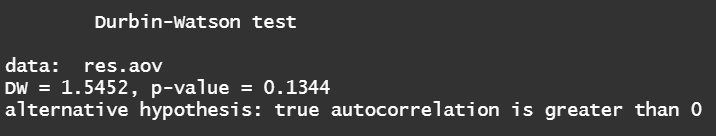 Durbin-Watson test
data:  res.aov
DW = 1.5452, p-value = 0.1344
alternative hypothesis: true autocorrelation is greater than 0